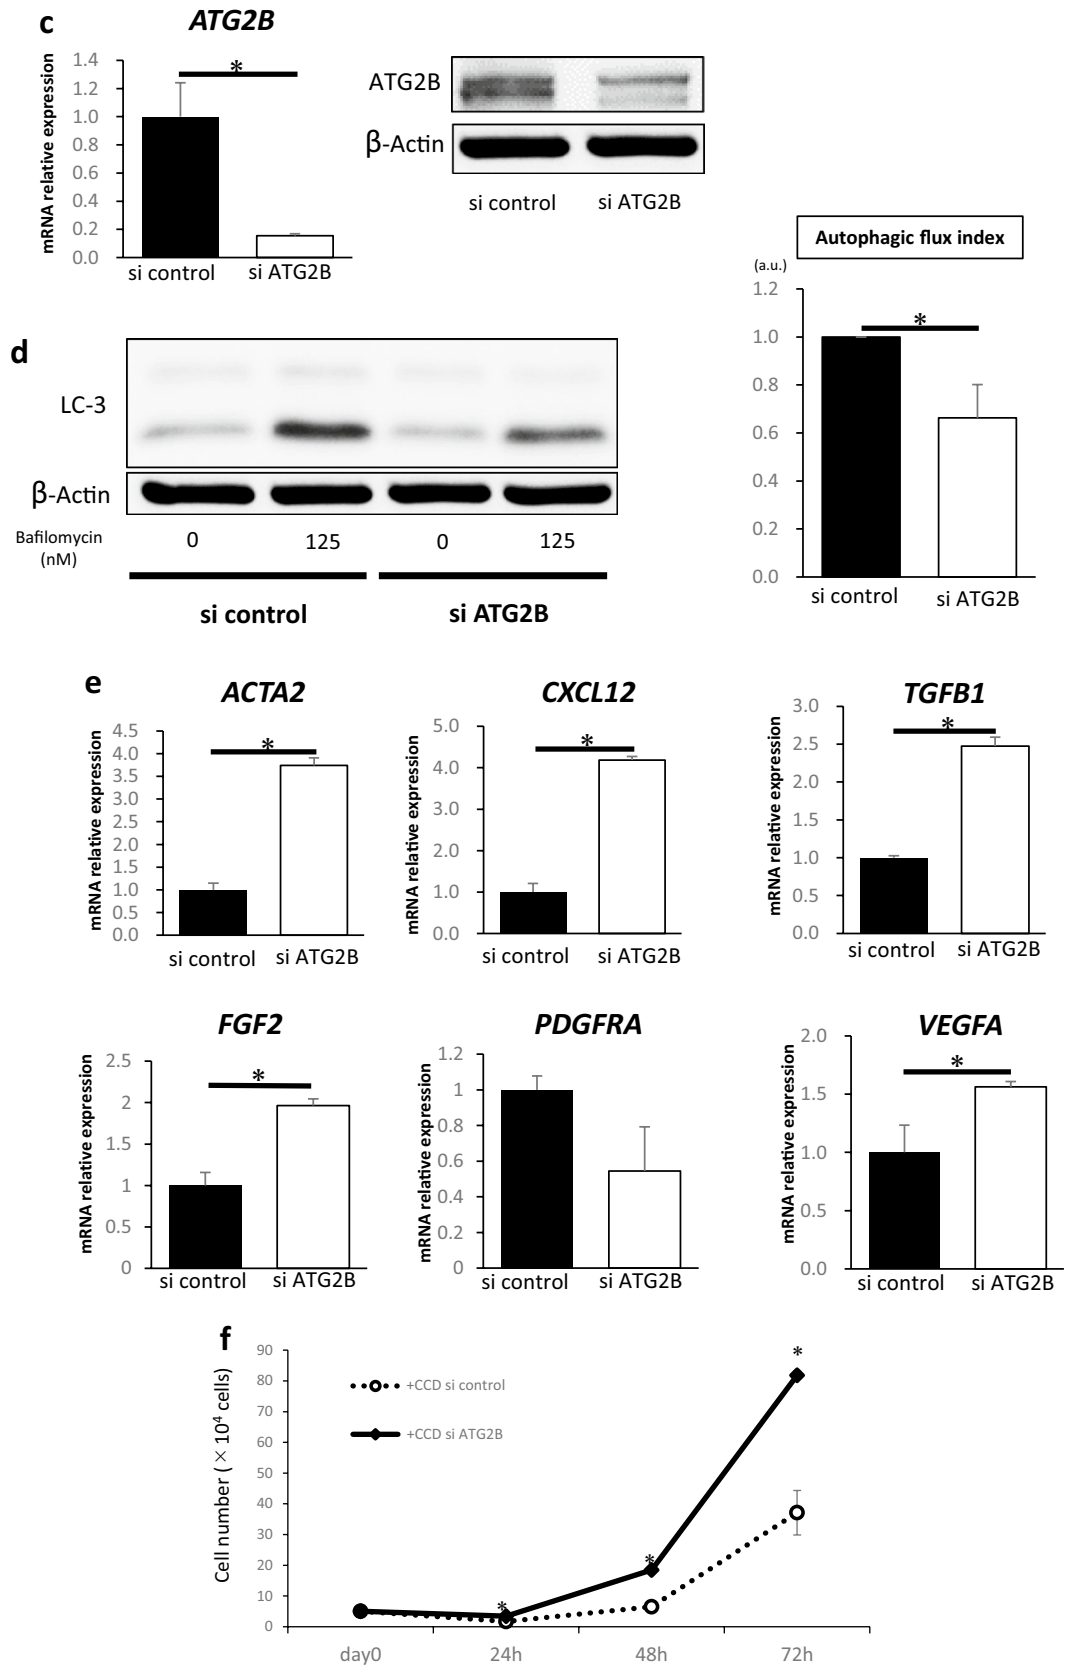 c
ATG2B
mRNA relative expression
1.4
1.2
1.0
0.8
0.6
0.4
0.2
0.0
*
si control
si ATG2B
ATG2B
β-Actin
si control
si ATG2B
Autophagic flux index
(a.u.)
1.2
1.0
0.8
0.6
0.4
0.2
0.0
*
si control
si ATG2B
d
LC-3
β-Actin
Bafilomycin
(nM)
0
125
0
125
si control
si ATG2B
e
ACTA2
mRNA relative expression
4.5
4.0
3.5
3.0
2.5
2.0
1.5
1.0
0.5
0.0
*
si control
si ATG2B
CXCL12
mRNA relative expression
5.0
4.0
3.0
2.0
1.0
0.0
*
si control
si ATG2B
TGFB1
mRNA relative expression
3.0
2.5
2.0
1.5
1.0
0.5
0.0
*
si control
si ATG2B
FGF2
mRNA relative expression
2.5
2
1.5
1
0.5
0
*
si control
si ATG2B
PDGFRA
mRNA relative expression
1.2
1
0.8
0.6
0.4
0.2
0
si control
si ATG2B
VEGFA
mRNA relative expression
2.0
1.5
1.0
0.5
0.0
*
si control
si ATG2B
f
Cell number (×10⁴ cells)
90
80
70
60
50
40
30
20
10
0
+CCD si control
+CCD si ATG2B
*
*
*
day0
24h
48h
72h